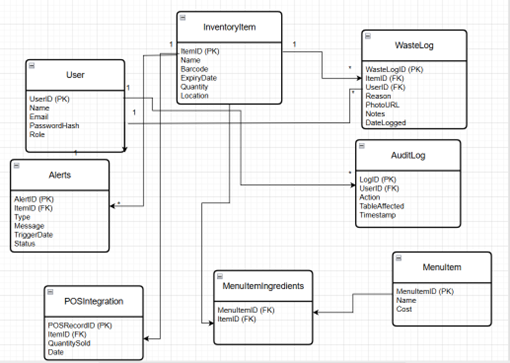 InventoryItem
ItemID (PK)
Name
Barcode
ExpiryDate
Quantity
Location
1
1
WasteLog
WasteLogID (PK)
ItemID (FK)
UserID (FK)
Reason
PhotoURL
Notes
DateLogged
*
*
User
UserID (PK)
Name
Email
PasswordHash
Role
1
1
1
AuditLog
LogID (PK)
UserID (FK)
Action
TableAffected
Timestamp
*
Alerts
AlertID (PK)
ItemID (FK)
Type
Message
TriggerDate
Status
*
MenuItem
MenuItemID (PK)
Name
Cost
MenuItemIngredients
MenuItemID (FK)
ItemID (FK)
POSIntegration
POSRecordID (PK)
ItemID (FK)
QuantitySold
Date